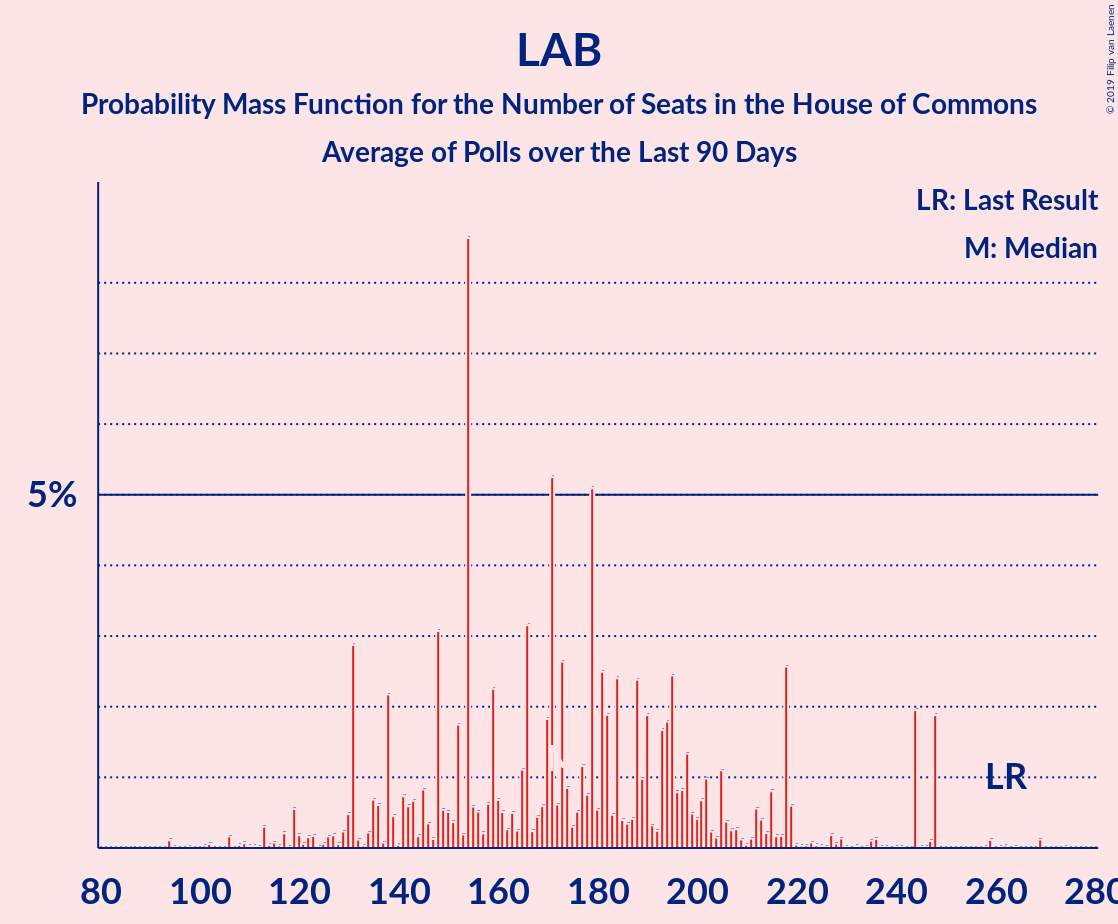 LAB
Probability Mass Function for the Number of Seats in the House of Commons
Average of Polls over the Last 90 Days
© 2019 Filip van Laenen
LR: Last Result
M: Median
5%
LR
80 100 120 140 160 180 200 220 240 260 280